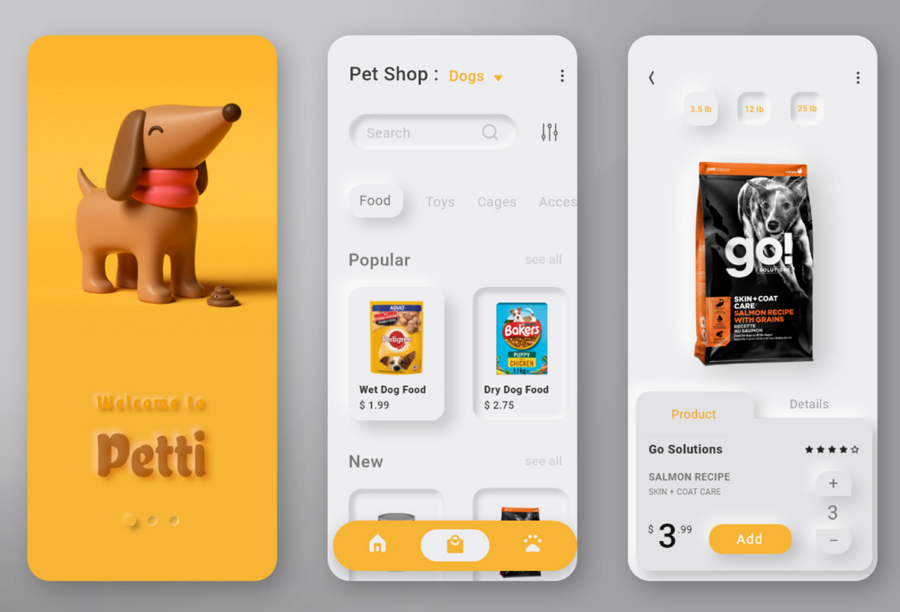 Welcome to
Petti
Pet Shop : Dogs
Search
Food Toys Cages Acces
Popular see all
ADULT
Pedigree
Bakers
PUPPY
CHICKEN
1.1kg
Wet Dog Food
$ 1.99
Dry Dog Food
$ 2.75
New see all
3.5 lb 12 lb 25 lb
go!
SOLUTIONS
SKIN+COAT
CARE
SALMON RECIPE
WITH GRAINS
RECETTE
AU SAUMON
Product Details
Go Solutions
SALMON RECIPE
SKIN + COAT CARE
$ 3 .99
Add
+
3
−